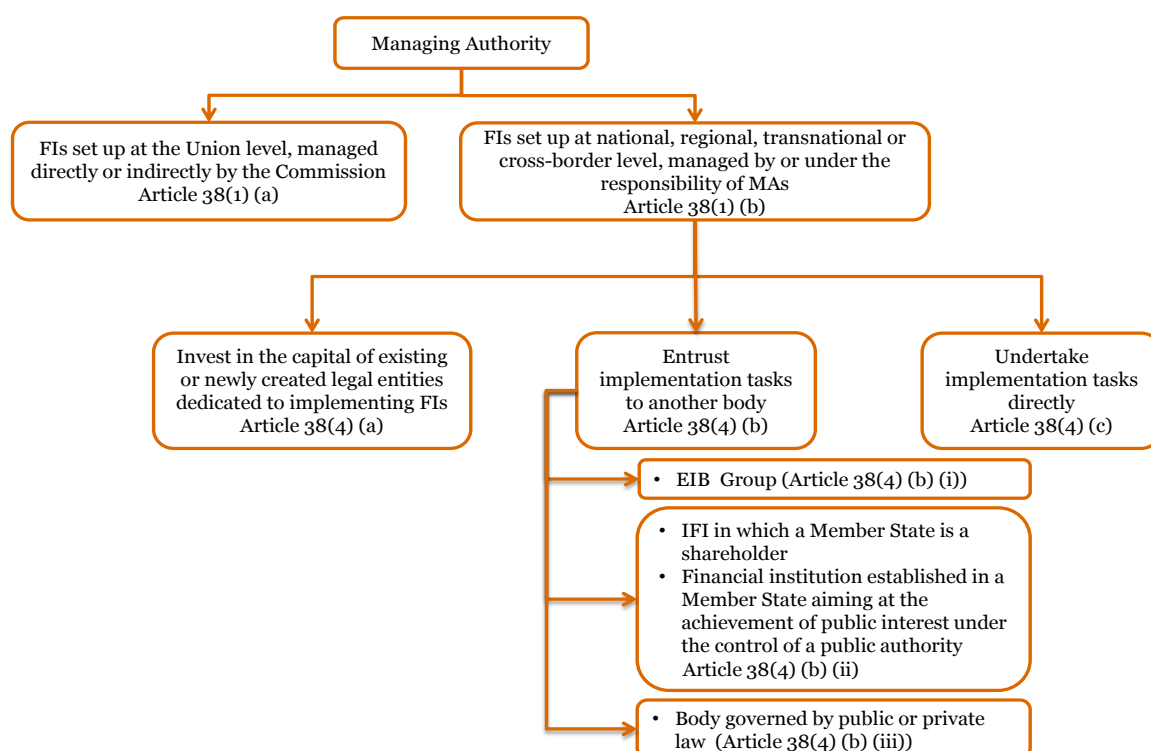 Managing Authority
FIs set up at the Union level, managed
directly or indirectly by the Commission
Article 38(1) (a)
FIs set up at national, regional, transnational or
cross-border level, managed by or under the
responsibility of MAs
Article 38(1) (b)
Invest in the capital of existing
or newly created legal entities
dedicated to implementing FIs
Article 38(4) (a)
Entrust
implementation tasks
to another body
Article 38(4) (b)
Undertake
implementation tasks
directly
Article 38(4) (c)
• EIB Group (Article 38(4) (b) (i))
• IFI in which a Member State is a
shareholder
• Financial institution established in a
Member State aiming at the
achievement of public interest under
the control of a public authority
Article 38(4) (b) (ii)
• Body governed by public or private
law (Article 38(4) (b) (iii))